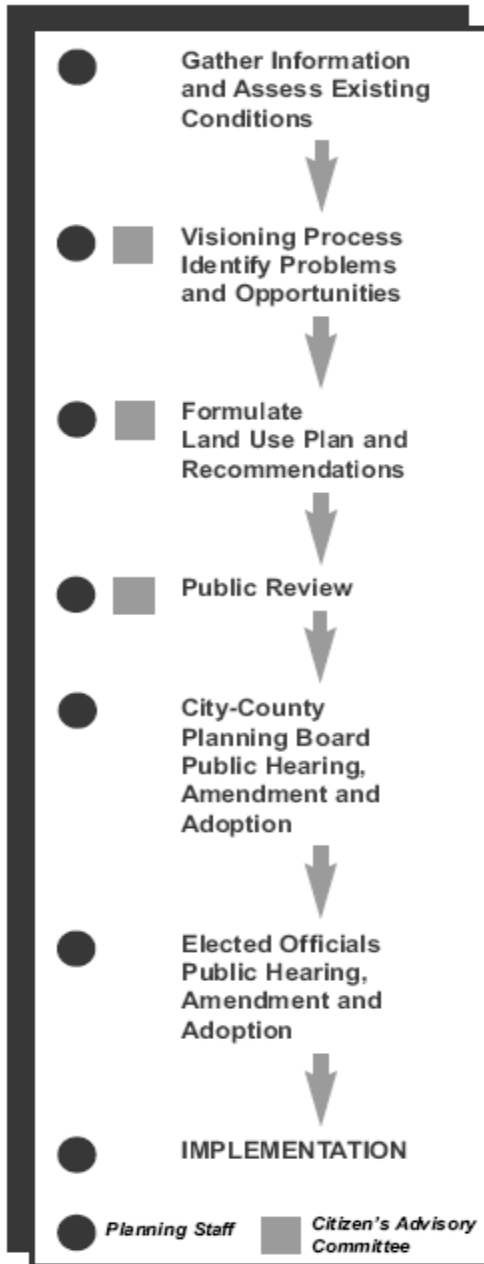 Gather Information
and Assess Existing
Conditions
Visioning Process
Identify Problems
and Opportunities
Formulate
Land Use Plan and
Recommendations
Public Review
City-County
Planning Board
Public Hearing,
Amendment and
Adoption
Elected Officials
Public Hearing,
Amendment and
Adoption
IMPLEMENTATION
Planning Staff
Citizen's Advisory
Committee